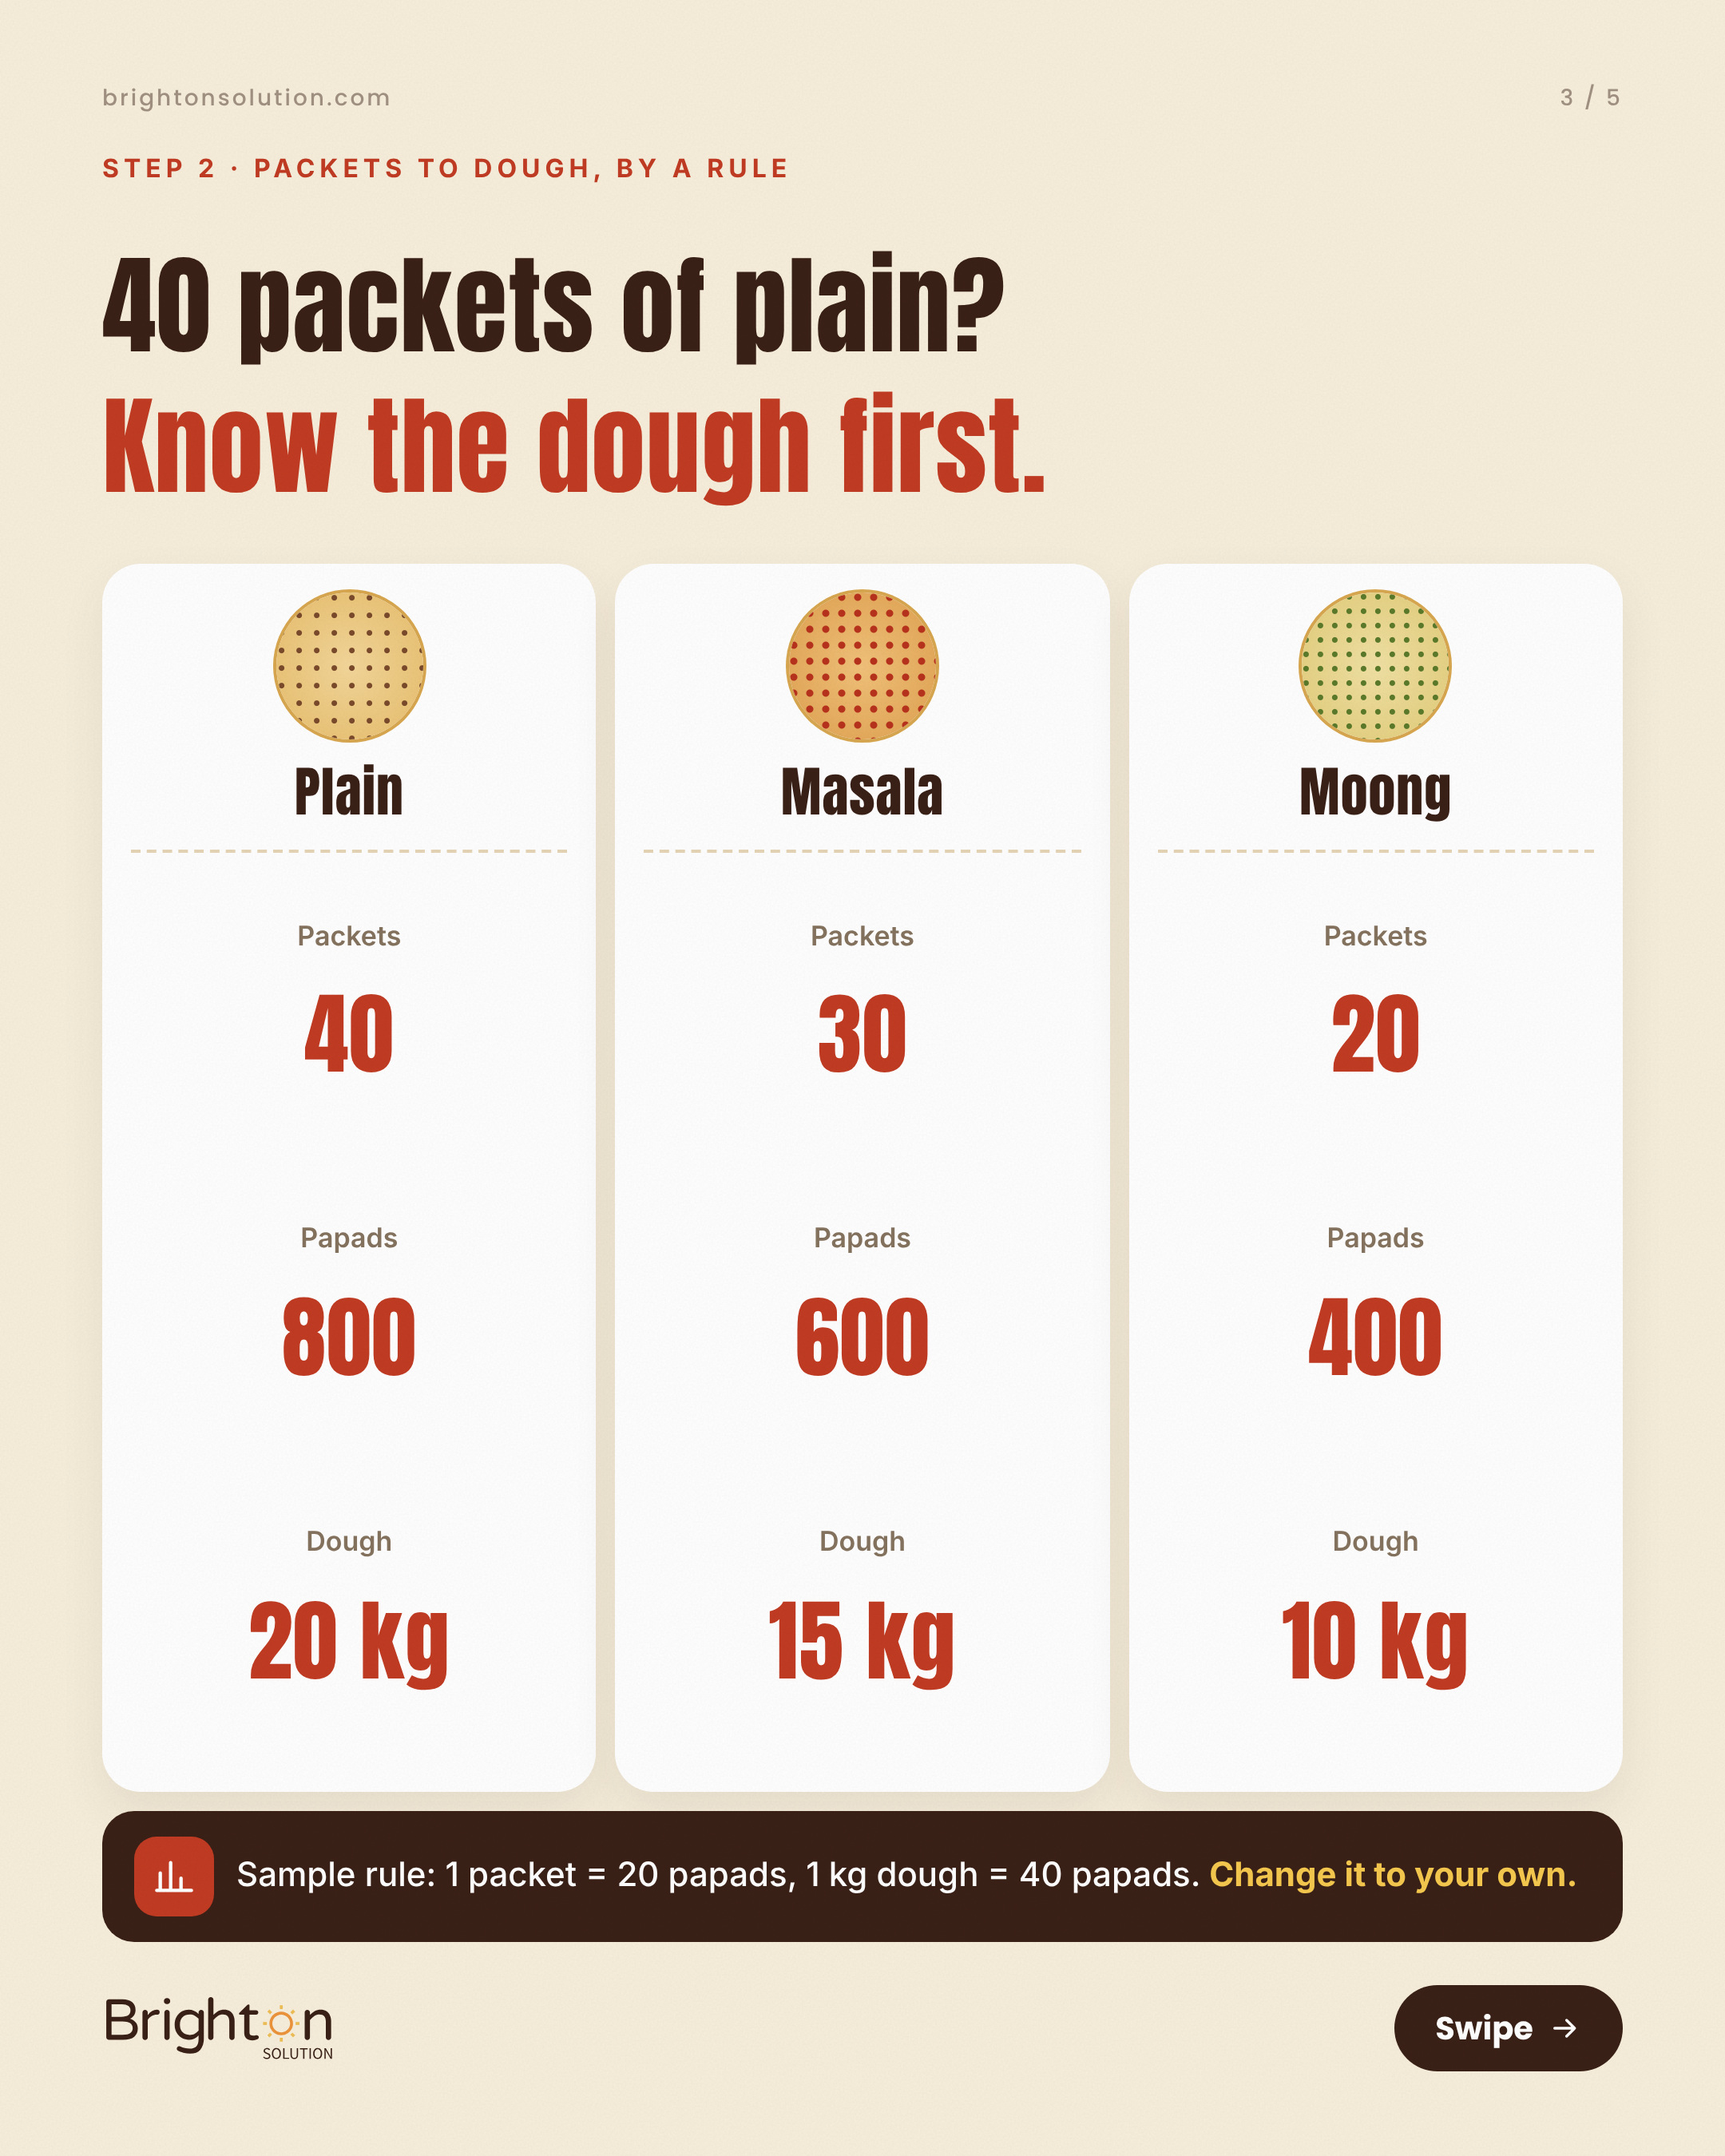 brightonsolution.com
3 / 5
STEP 2 · PACKETS TO DOUGH, BY A RULE
40 packets of plain?
Know the dough first.
Plain
Packets
40
Papads
800
Dough
20 kg
Masala
Packets
30
Papads
600
Dough
15 kg
Moong
Packets
20
Papads
400
Dough
10 kg
Sample rule: 1 packet = 20 papads, 1 kg dough = 40 papads. Change it to your own.
Brighton
SOLUTION
Swipe →